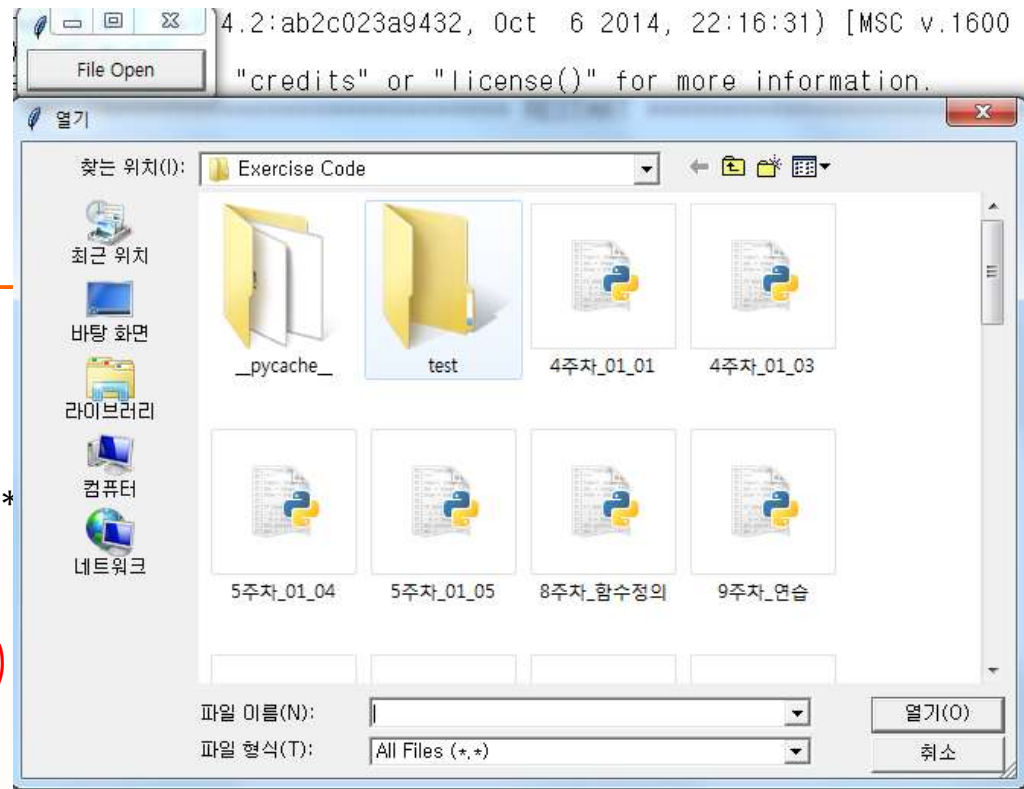 4.2:ab2c023a9432, Oct 6 2014, 22:16:31) [MSC v.1600
File Open
"credits" or "license()" for more information.
RESTART
열기
찾는 위치(I):
Exercise Code
최근 위치
바탕 화면
라이브러리
컴퓨터
네트워크
__pycache__
test
4주차_01_01
4주차_01_03
*
5주차_01_04
5주차_01_05
8주차_함수정의
9주차_연습
)
파일 이름(N):
열기(O)
파일 형식(T):
All Files (*.*)
취소